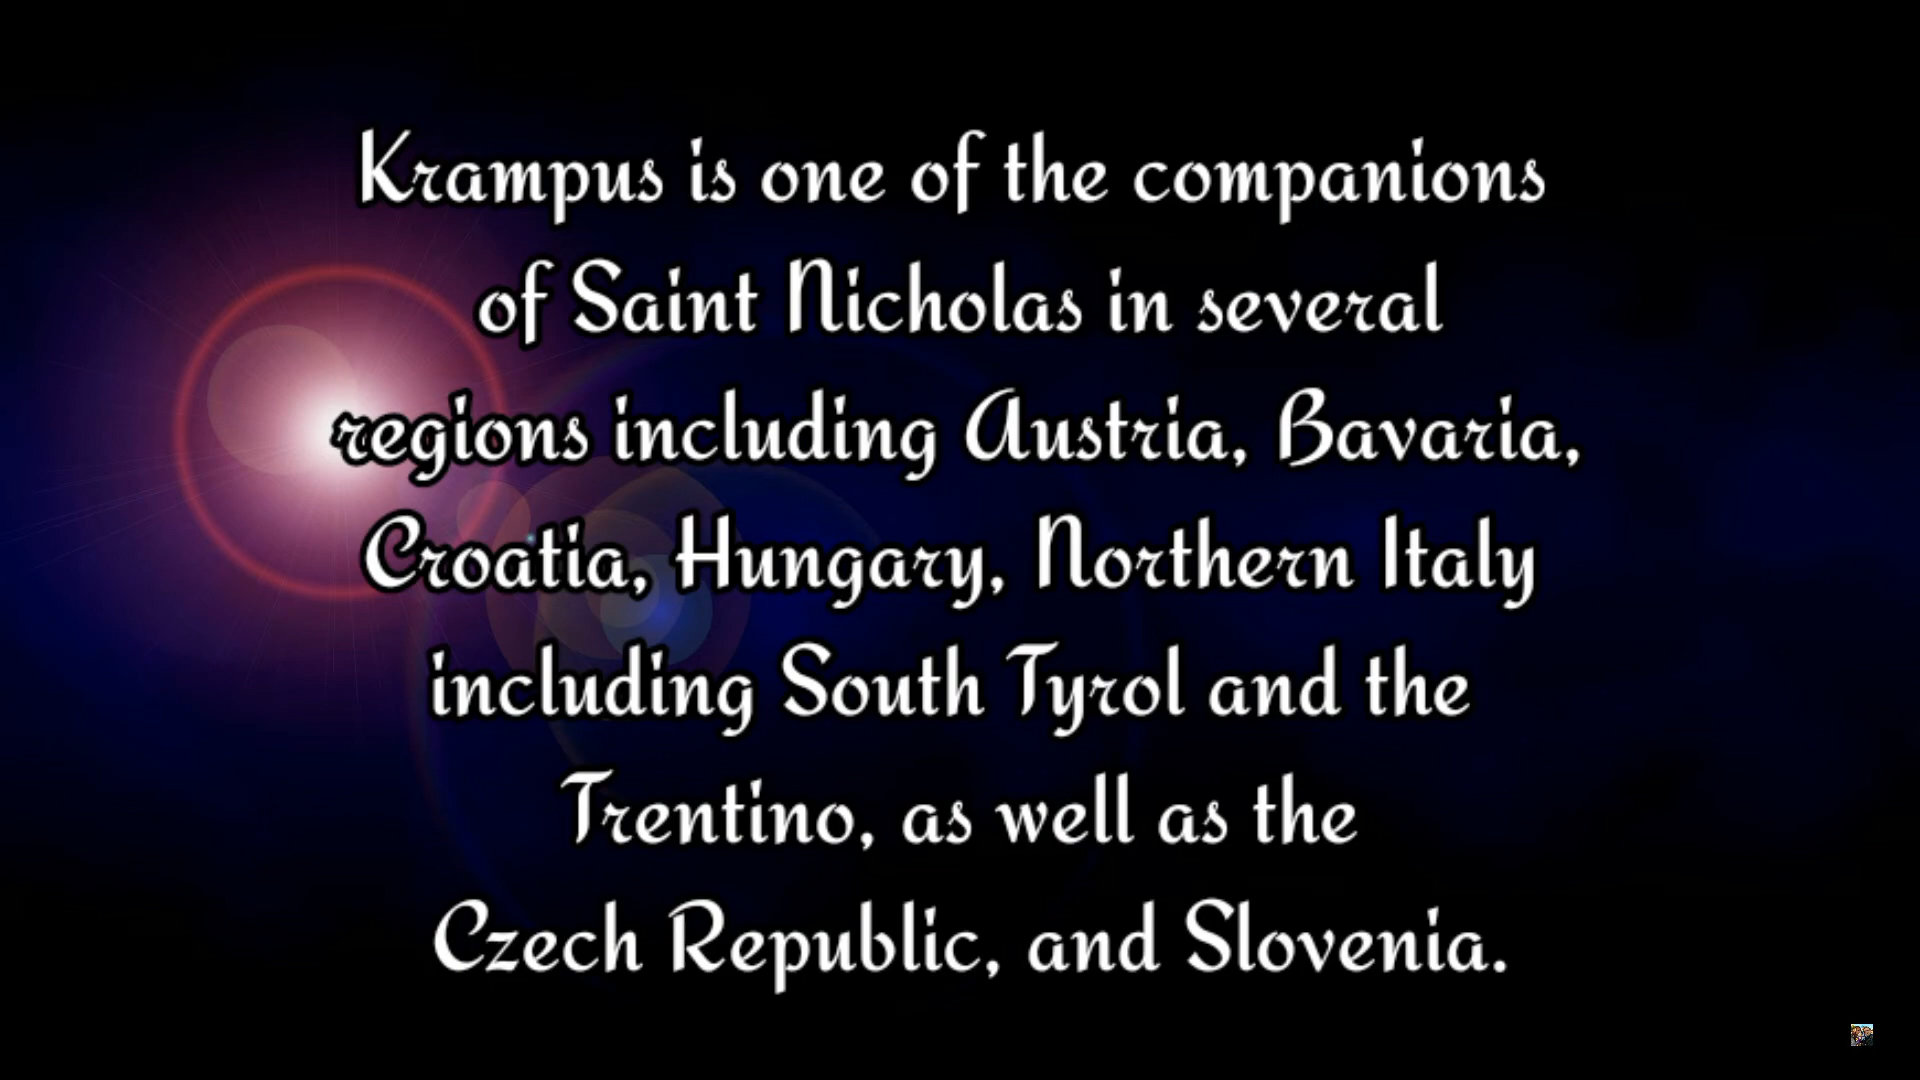 Krampus is one of the companions
of Saint Nicholas in several
regions including Austria, Bavaria,
Croatia, Hungary, Northern Italy
including South Tyrol and the
Trentino, as well as the
Czech Republic, and Slovenia.